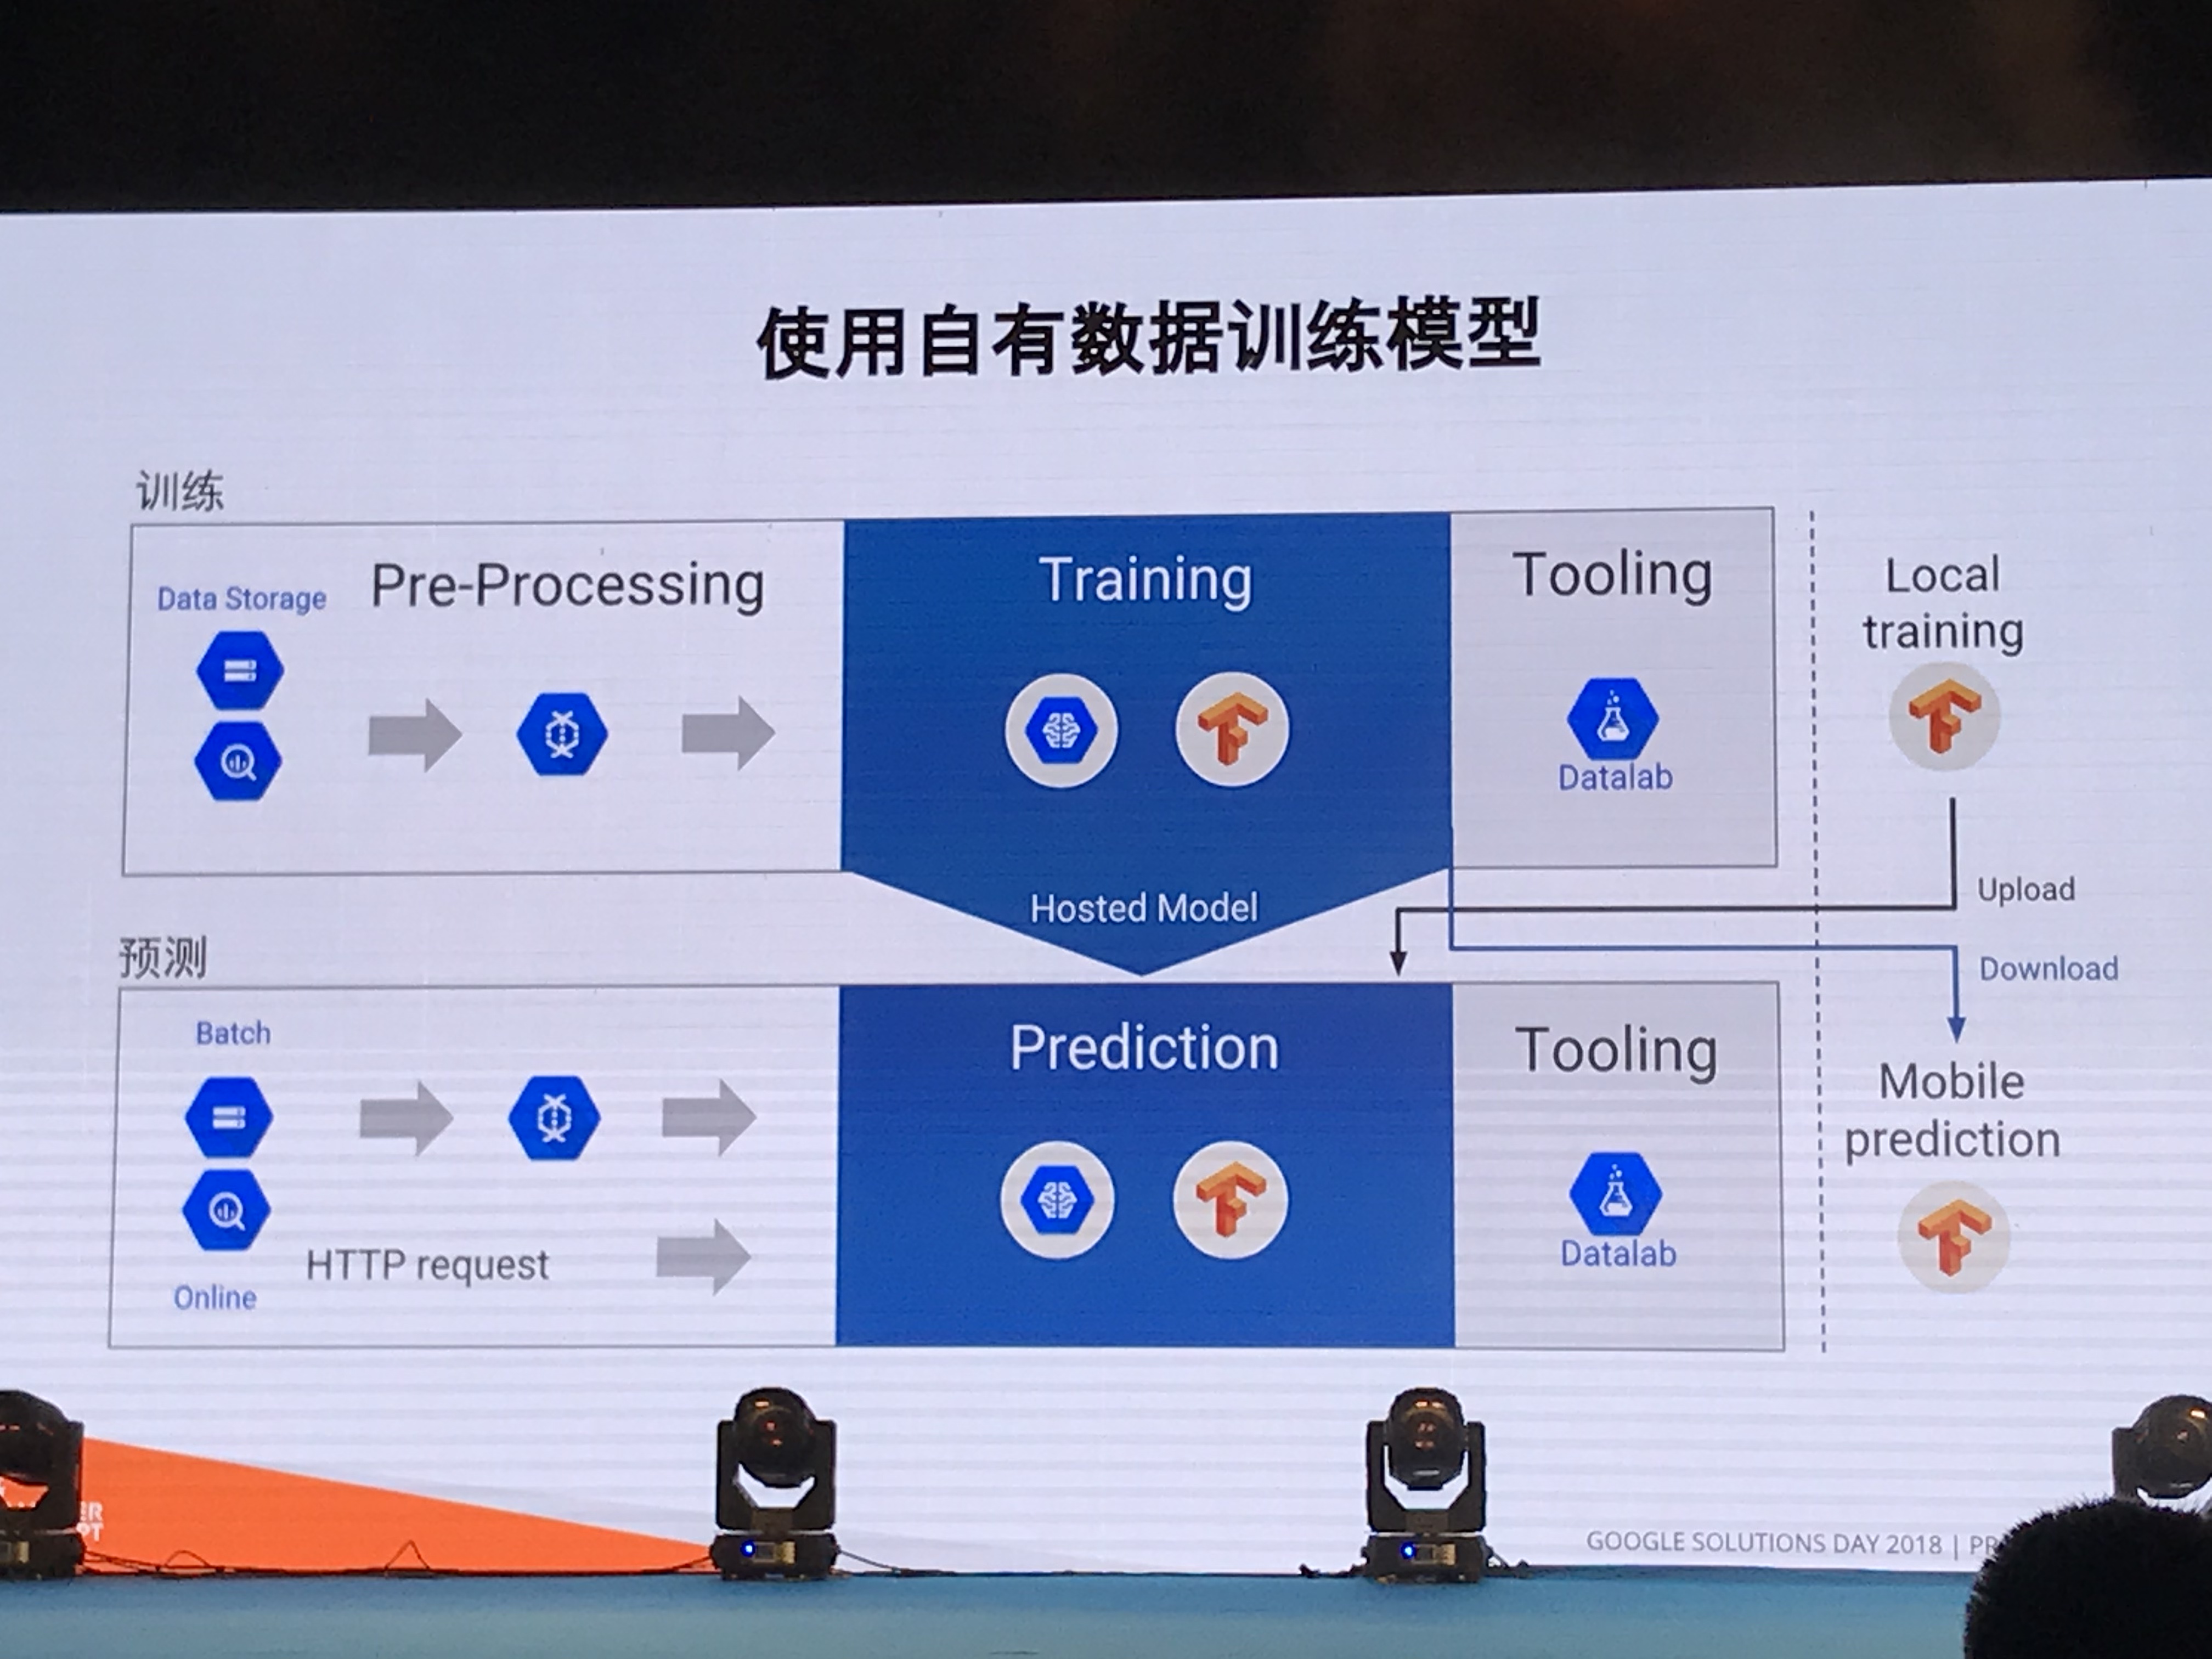 使用自有数据训练模型
训练
Data Storage
Pre-Processing
Training
Tooling
Datalab
Local
training
Hosted Model
Upload
Download
预测
Batch
HTTP request
Online
Prediction
Tooling
Datalab
Mobile
prediction
GOOGLE SOLUTIONS DAY 2018 |